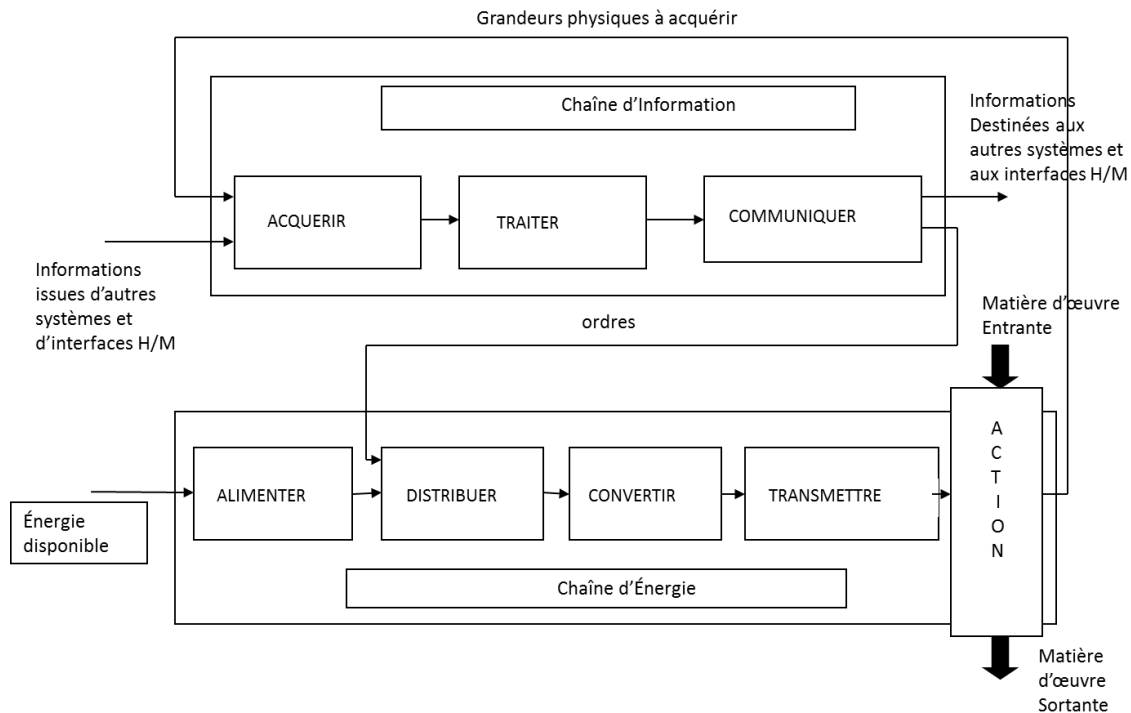 Grandeurs physiques à acquérir
Chaîne d'Information
Informations
Destinées aux
autres systèmes et
aux interfaces H/M
ACQUERIR
TRAITER
COMMUNIQUER
Informations
issues d'autres
systèmes et
d'interfaces H/M
ordres
Matière d'œuvre
Entrante
ALIMENTER
DISTRIBUER
CONVERTIR
TRANSMETTRE
A
C
T
I
O
N
Énergie
disponible
Chaîne d'Énergie
Matière
d'œuvre
Sortante